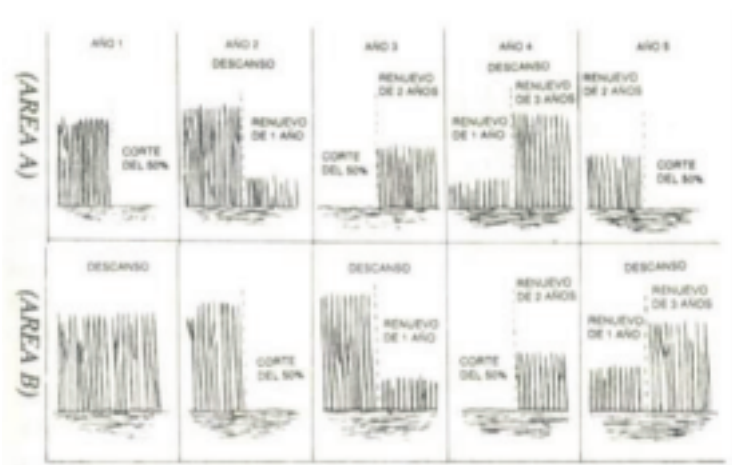 (AREA A)
AÑO 1
CORTE
DEL 50%
AÑO 2
DESCANSO
RENUEVO
DE 1 AÑO
AÑO 3
RENUEVO
DE 2 AÑOS
CORTE
DEL 50%
AÑO 4
DESCANSO
RENUEVO
DE 3 AÑOS
RENUEVO
DE 1 AÑO
AÑO 5
RENUEVO
DE 2 AÑOS
CORTE
DEL 50%
(AREA B)
DESCANSO
CORTE
DEL 50%
DESCANSO
RENUEVO
DE 1 AÑO
RENUEVO
DE 2 AÑOS
CORTE
DEL 50%
DESCANSO
RENUEVO
DE 3 AÑOS
RENUEVO
DE 1 AÑO